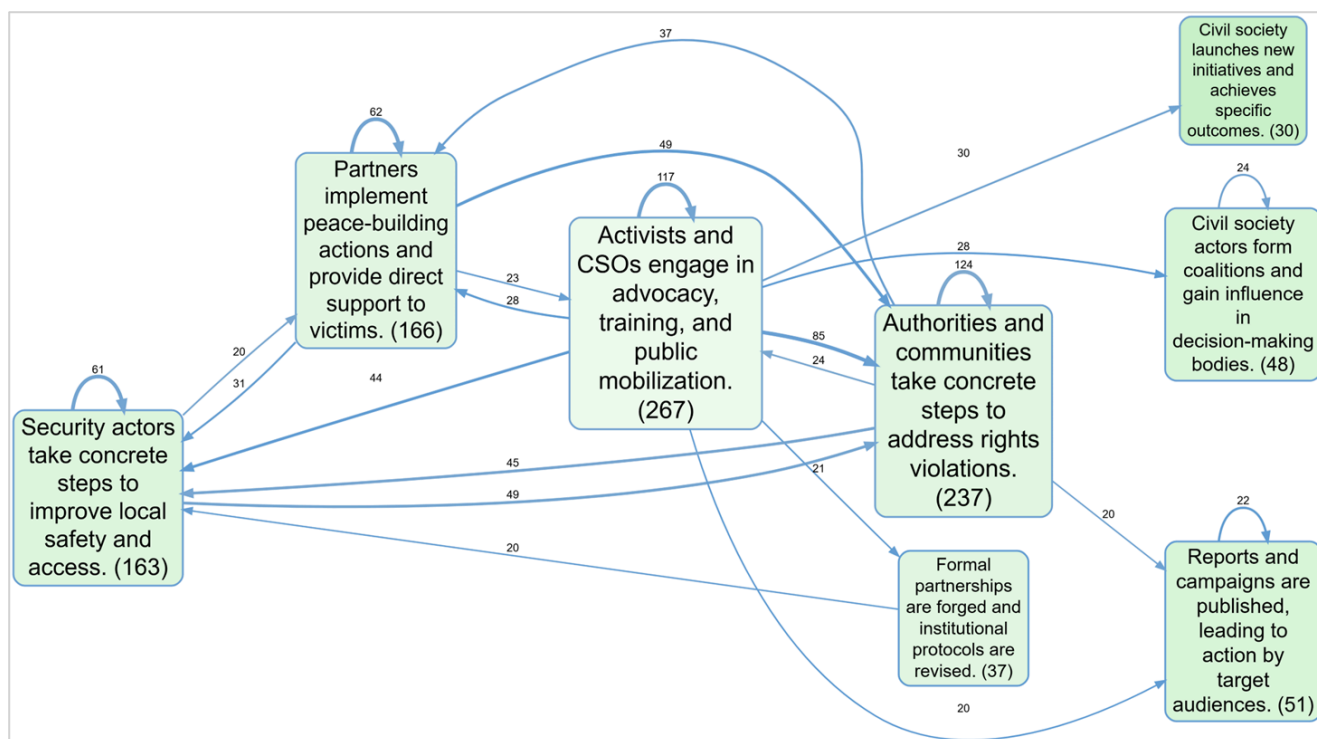 37
Civil society
launches new
initiatives and
achieves
specific
outcomes. (30)
62
Partners
implement
peace-building
actions and
provide direct
support to
victims. (166)
49
30
117
Activists and
CSOs engage in
advocacy,
training, and
public
mobilization.
(267)
24
Civil society
actors form
coalitions and
gain influence
in
decision-making
bodies. (48)
28
23
28
124
Authorities and
communities
take concrete
steps to
address rights
violations.
(237)
85
24
20
31
44
61
Security actors
take concrete
steps to
improve local
safety and
access. (163)
45
49
21
20
Formal
partnerships
are forged and
institutional
protocols are
revised. (37)
20
22
Reports and
campaigns are
published,
leading to
action by
target
audiences. (51)
20